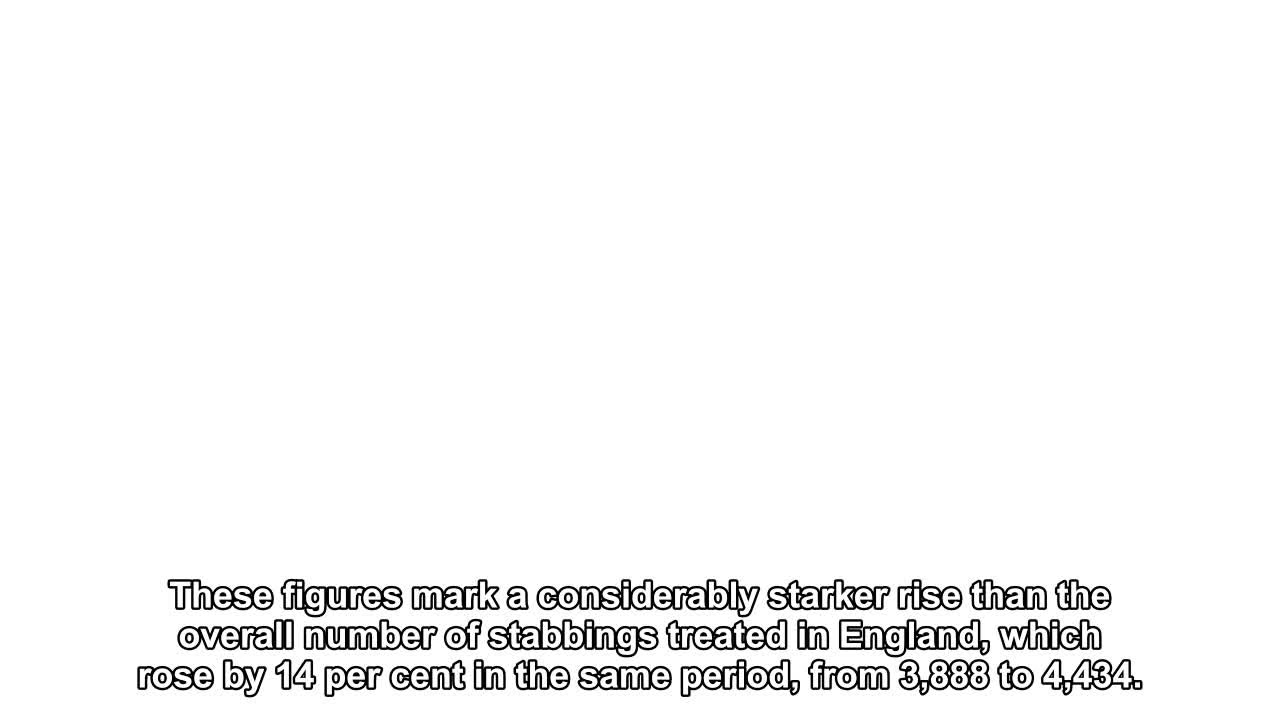 These figures mark a considerably starker rise than the
overall number of stabbings treated in England, which
rose by 14 per cent in the same period, from 3,888 to 4,434.